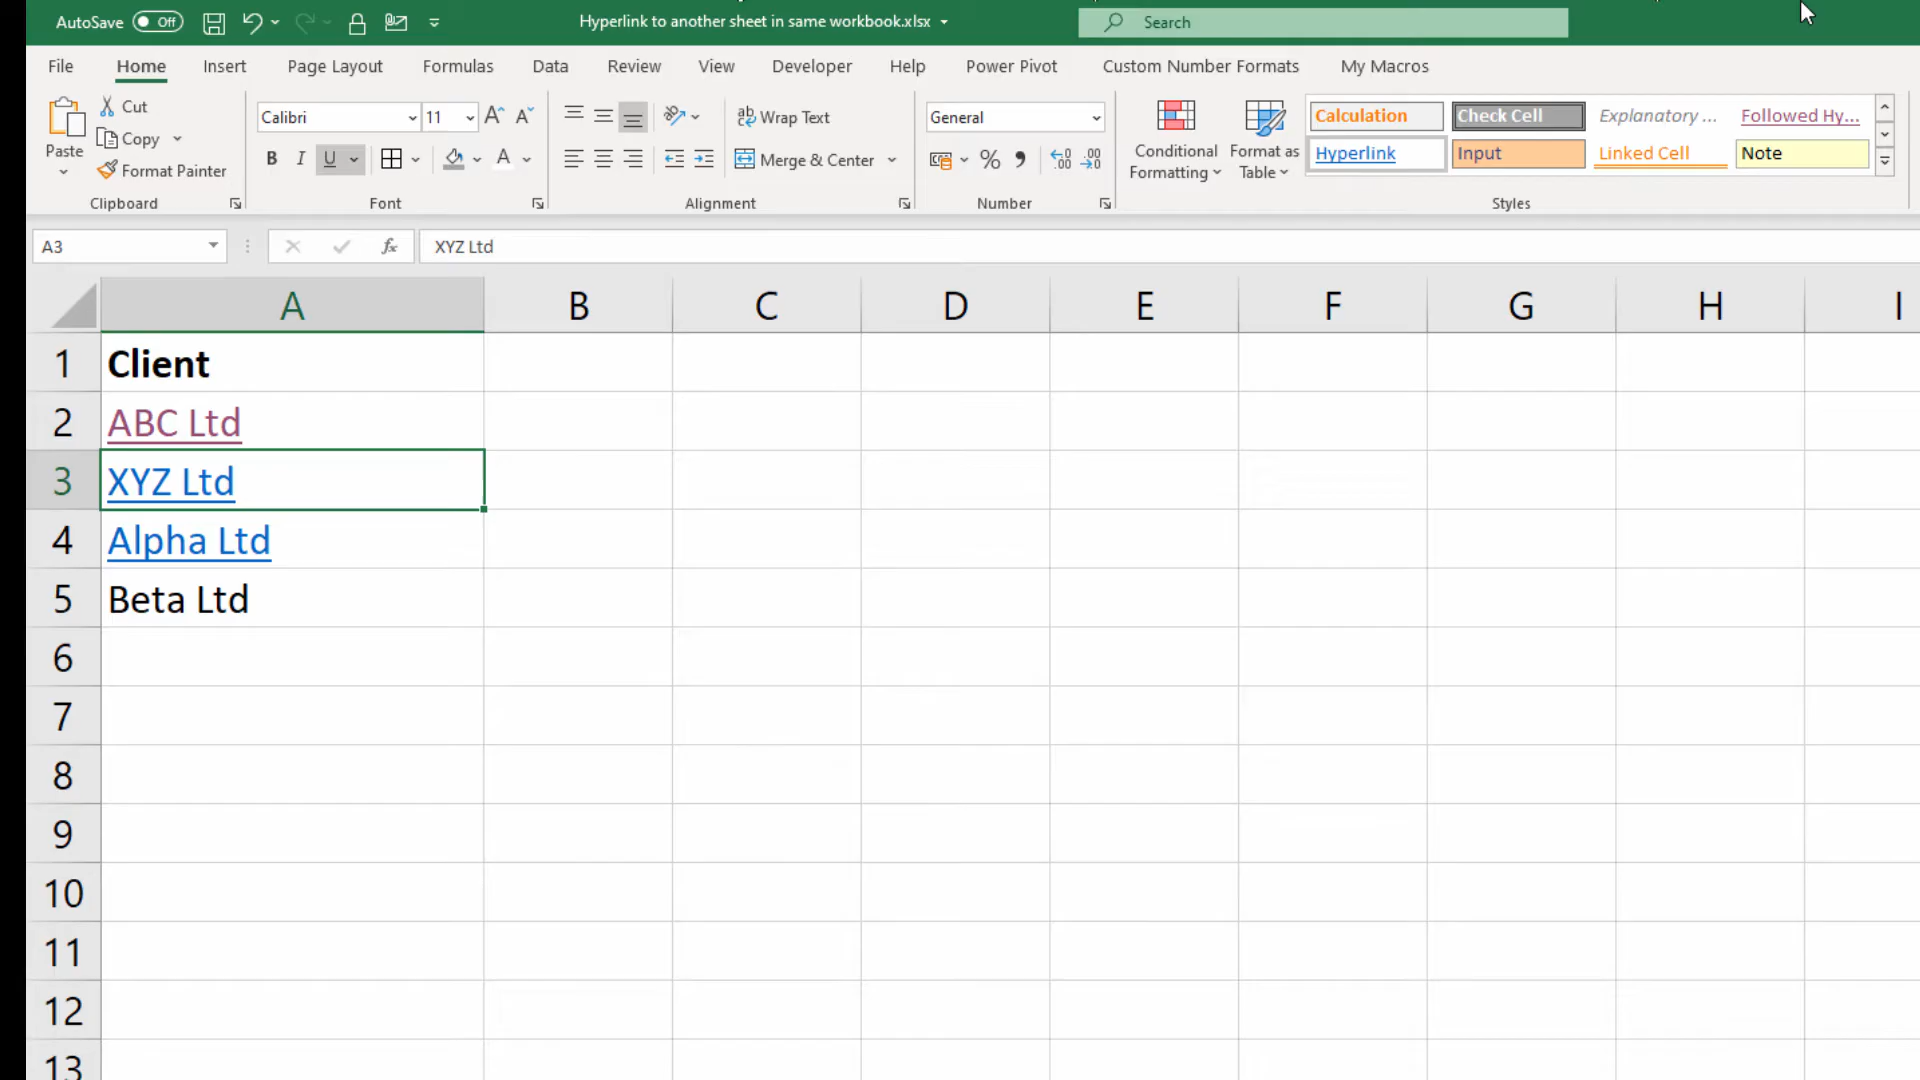 AutoSave Off Hyperlink to another sheet in same workbook.xlsx Search
File Home Insert Page Layout Formulas Data Review View Developer Help Power Pivot Custom Number Formats My Macros
Paste
Cut
Copy
Format Painter
Clipboard
Calibri 11
B I U A
Font
Wrap Text
Merge & Center
Alignment
General
% 9
Number
Conditional Formatting
Format as Table
Calculation Check Cell Explanatory ... Followed Hy...
Hyperlink Input Linked Cell Note
Styles
A3 fx XYZ Ltd
A B C D E F G H I
1 Client
2 ABC Ltd
3 XYZ Ltd
4 Alpha Ltd
5 Beta Ltd
6
7
8
9
10
11
12
13